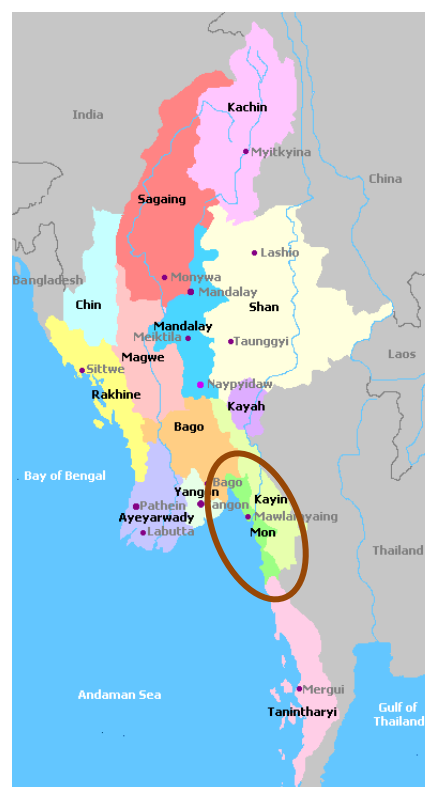 Kachin
India
Myitkyina
China
Sagaing
Lashio
Monywa
Bangladesh
Mandalay
Chin
Shan
Mandalay
Meiktila
Taunggyi
Magwe
Laos
Sittwe
Naypyidaw
Rakhine
Kayah
Bago
Bay of Bengal
Bago
Yangon
Kayin
Pathein
Yangon
Ayeyarwady
Mawlamyaing
Labutta
Mon
Thailand
Mergui
Andaman Sea
Tanintharyi
Gulf of
Thailand